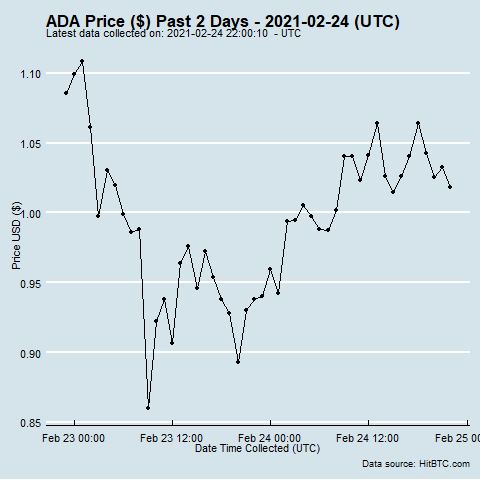 ADA Price ($) Past 2 Days - 2021-02-24 (UTC)
Latest data collected on: 2021-02-24 22:00:10 - UTC
1.10
1.05
1.00
0.95
0.90
0.85
Price USD ($)
Feb 23 00:00
Feb 23 12:00
Feb 24 00:00
Feb 24 12:00
Feb 25 00
Date Time Collected (UTC)
Data source: HitBTC.com